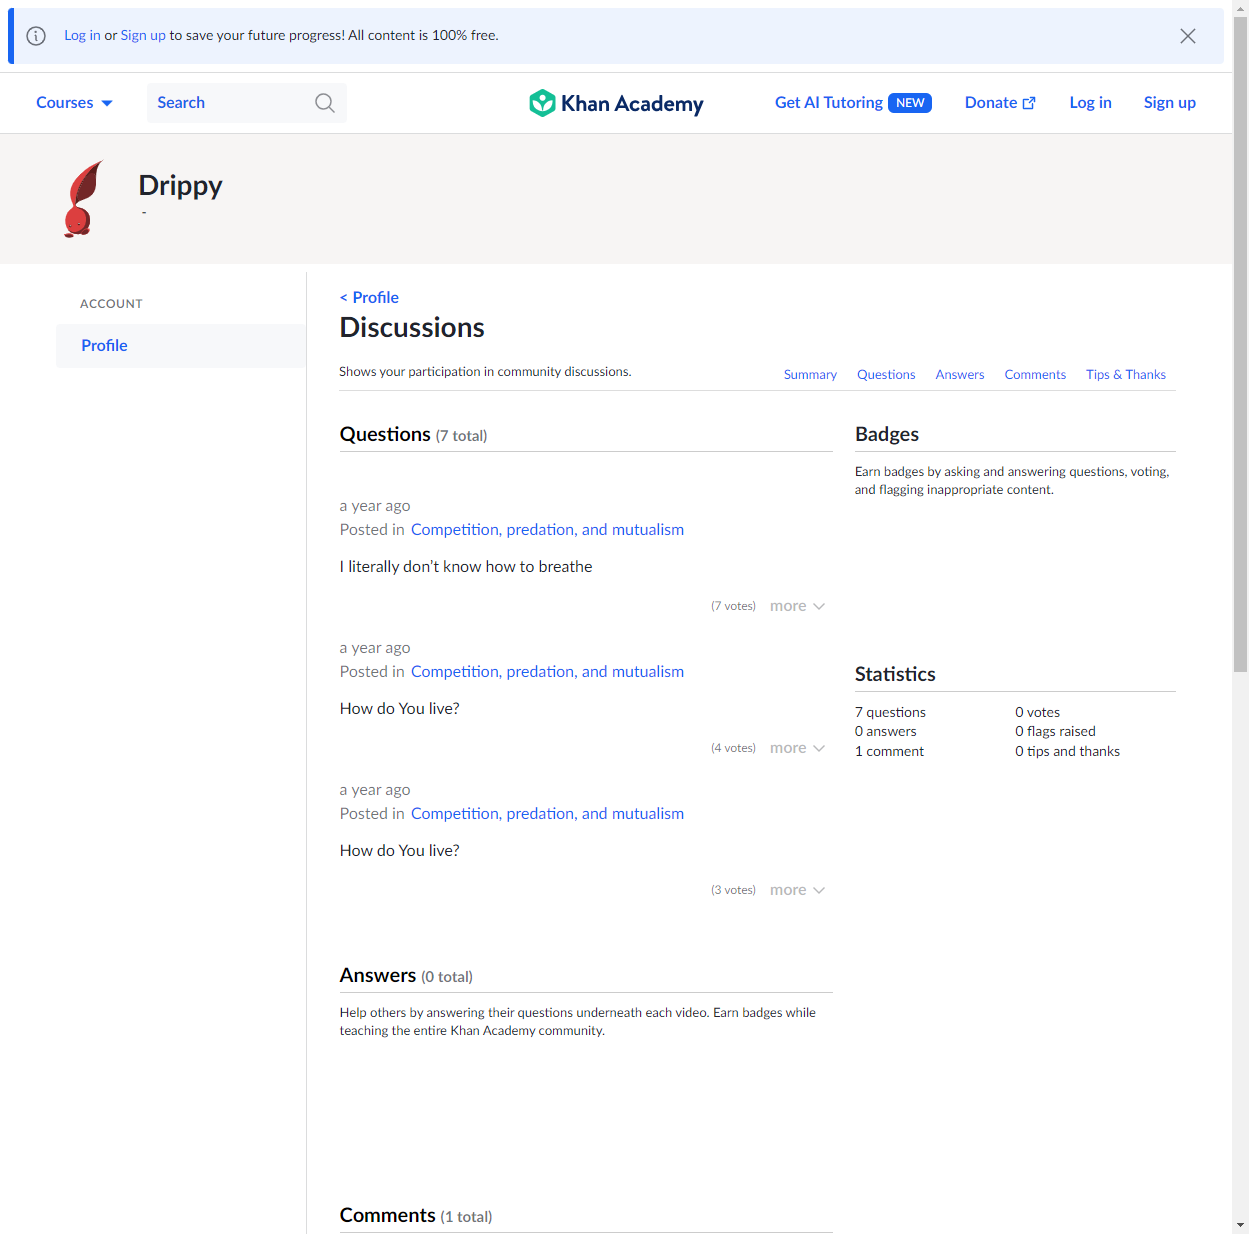 Log in or Sign up to save your future progress! All content is 100% free.
Courses
Search
Khan Academy
Get AI Tutoring NEW
Donate
Log in
Sign up
Drippy
-
ACCOUNT
Profile
< Profile
Discussions
Shows your participation in community discussions.
Summary
Questions
Answers
Comments
Tips & Thanks
Questions (7 total)
a year ago
Posted in Competition, predation, and mutualism
I literally don't know how to breathe
(7 votes) more
a year ago
Posted in Competition, predation, and mutualism
How do You live?
(4 votes) more
a year ago
Posted in Competition, predation, and mutualism
How do You live?
(3 votes) more
Answers (0 total)
Help others by answering their questions underneath each video. Earn badges while
teaching the entire Khan Academy community.
Comments (1 total)
Badges
Earn badges by asking and answering questions, voting,
and flagging inappropriate content.
Statistics
7 questions
0 answers
1 comment
0 votes
0 flags raised
0 tips and thanks